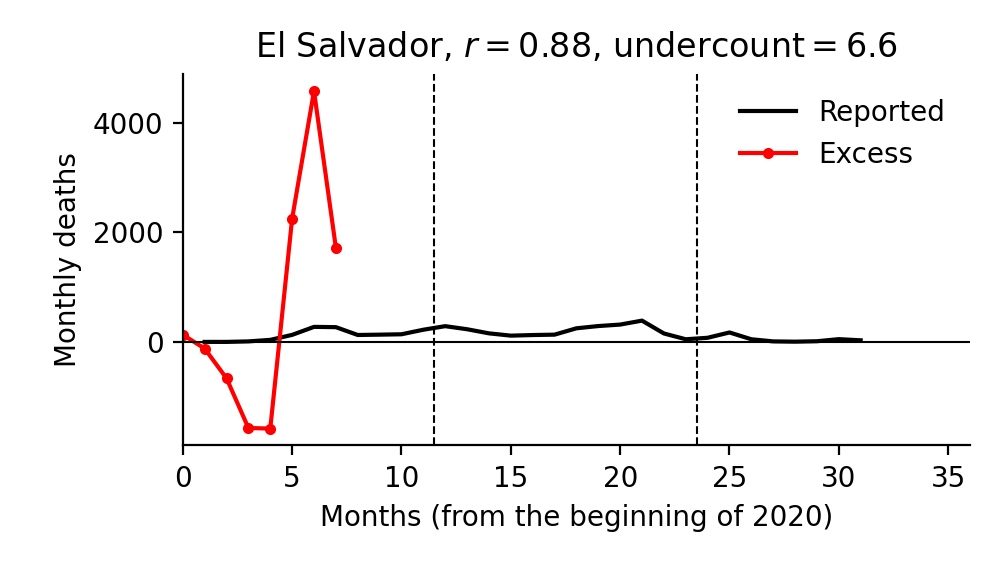 El Salvador, r = 0.88, undercount = 6.6
Reported
Excess
Monthly deaths
4000
2000
0
0 5 10 15 20 25 30 35
Months (from the beginning of 2020)